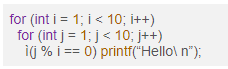 for (int i = 1; i < 10; i++)
for (int j = 1; j < 10; j++)
ì(j % i == 0) printf(“Hello\ n”);